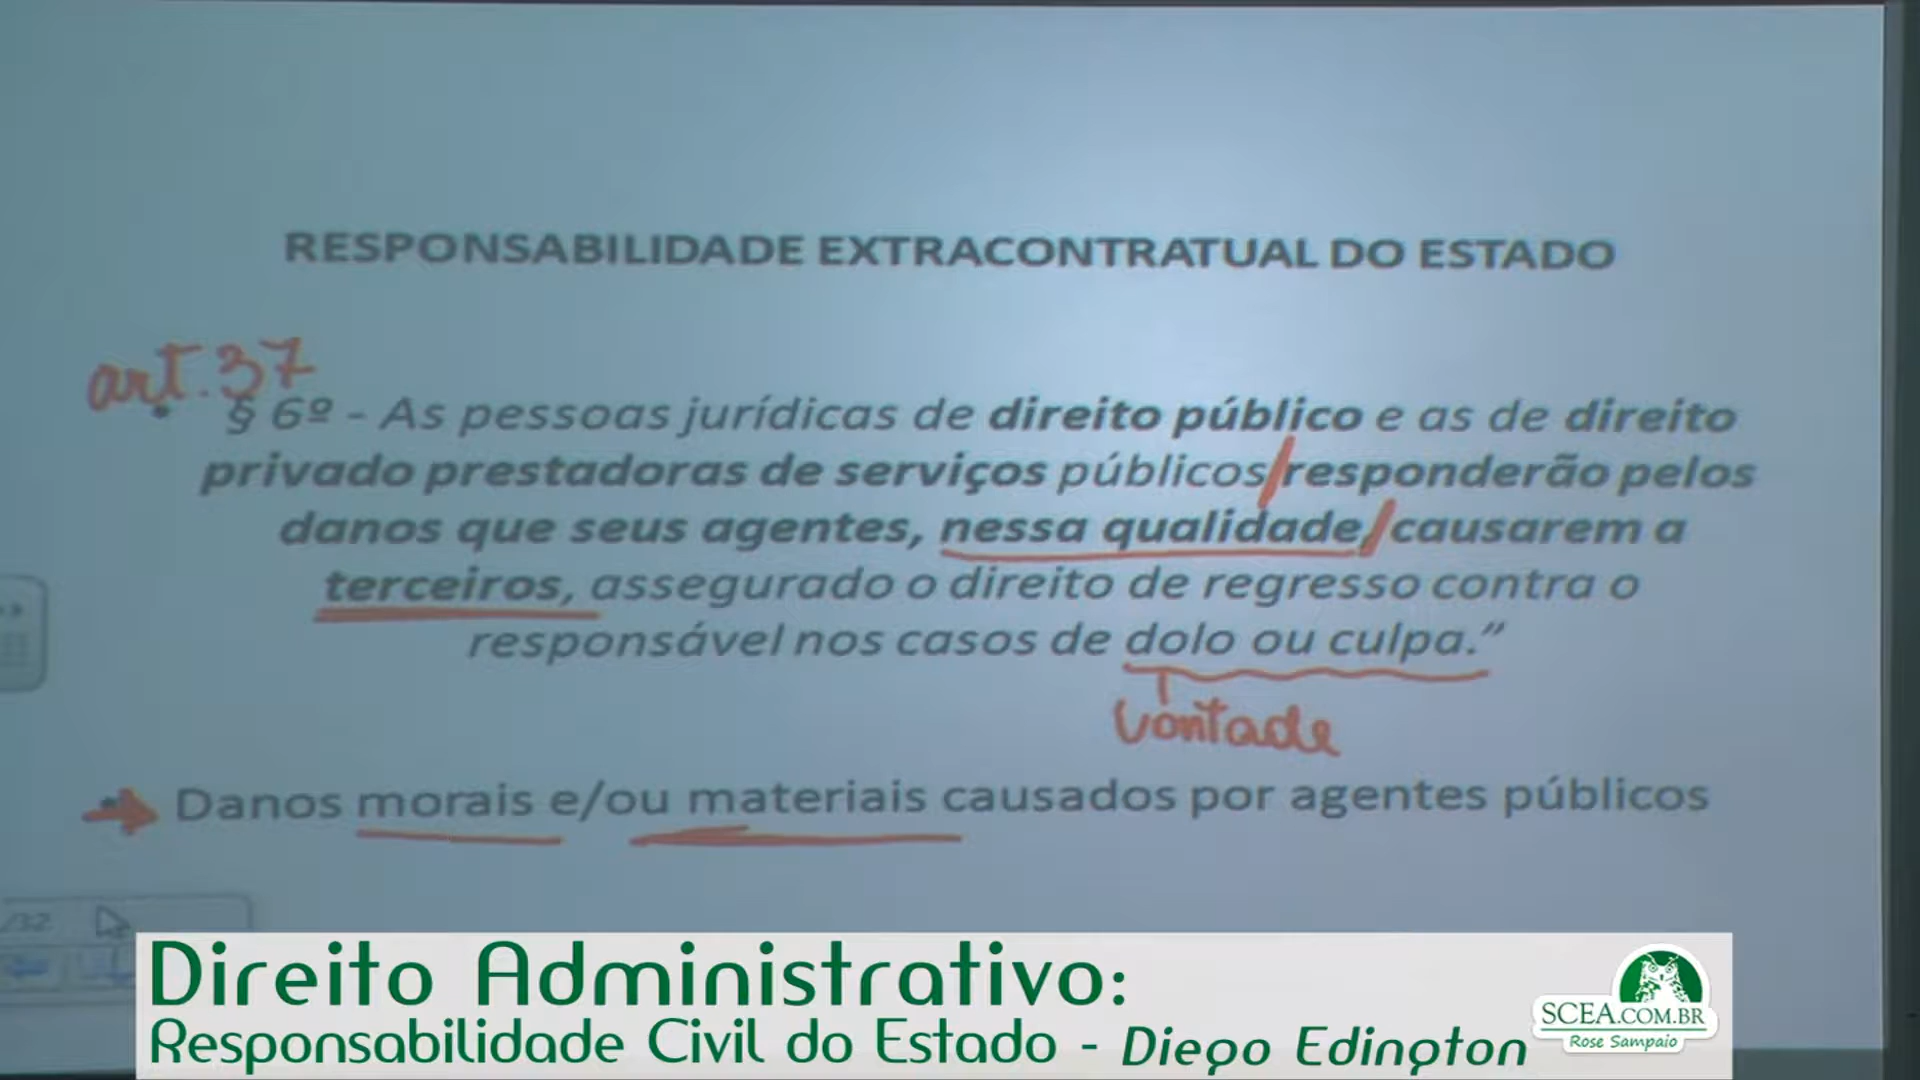 RESPONSABILIDADE EXTRACONTRATUAL DO ESTADO
art. 37
§ 6º - As pessoas jurídicas de direito público e as de direito
privado prestadoras de serviços públicos responderão pelos
danos que seus agentes, nessa qualidade, causarem a
terceiros, assegurado o direito de regresso contra o
responsável nos casos de dolo ou culpa.”
Vontade
Danos morais e/ou materiais causados por agentes públicos
/32
Direito Administrativo:
Responsabilidade Civil do Estado - Diego Edington
SCEA.COM.BR
Rose Sampaio